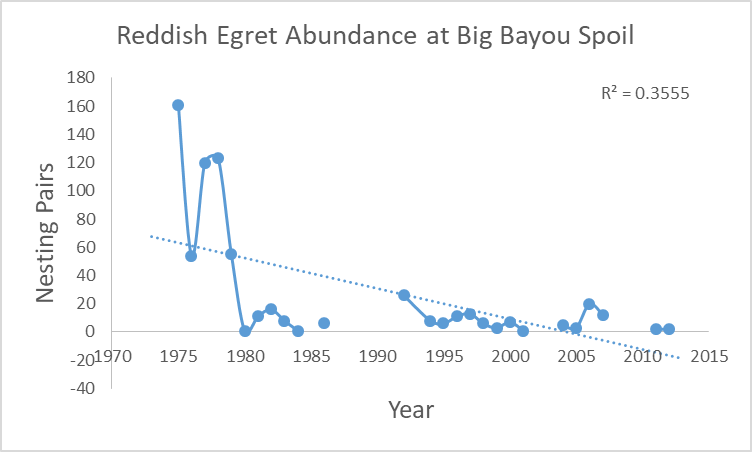 Reddish Egret Abundance at Big Bayou Spoil
R² = 0.3555
Nesting Pairs
180
160
140
120
100
80
60
40
20
0
-20
-40
1970 1975 1980 1985 1990 1995 2000 2005 2010 2015
Year